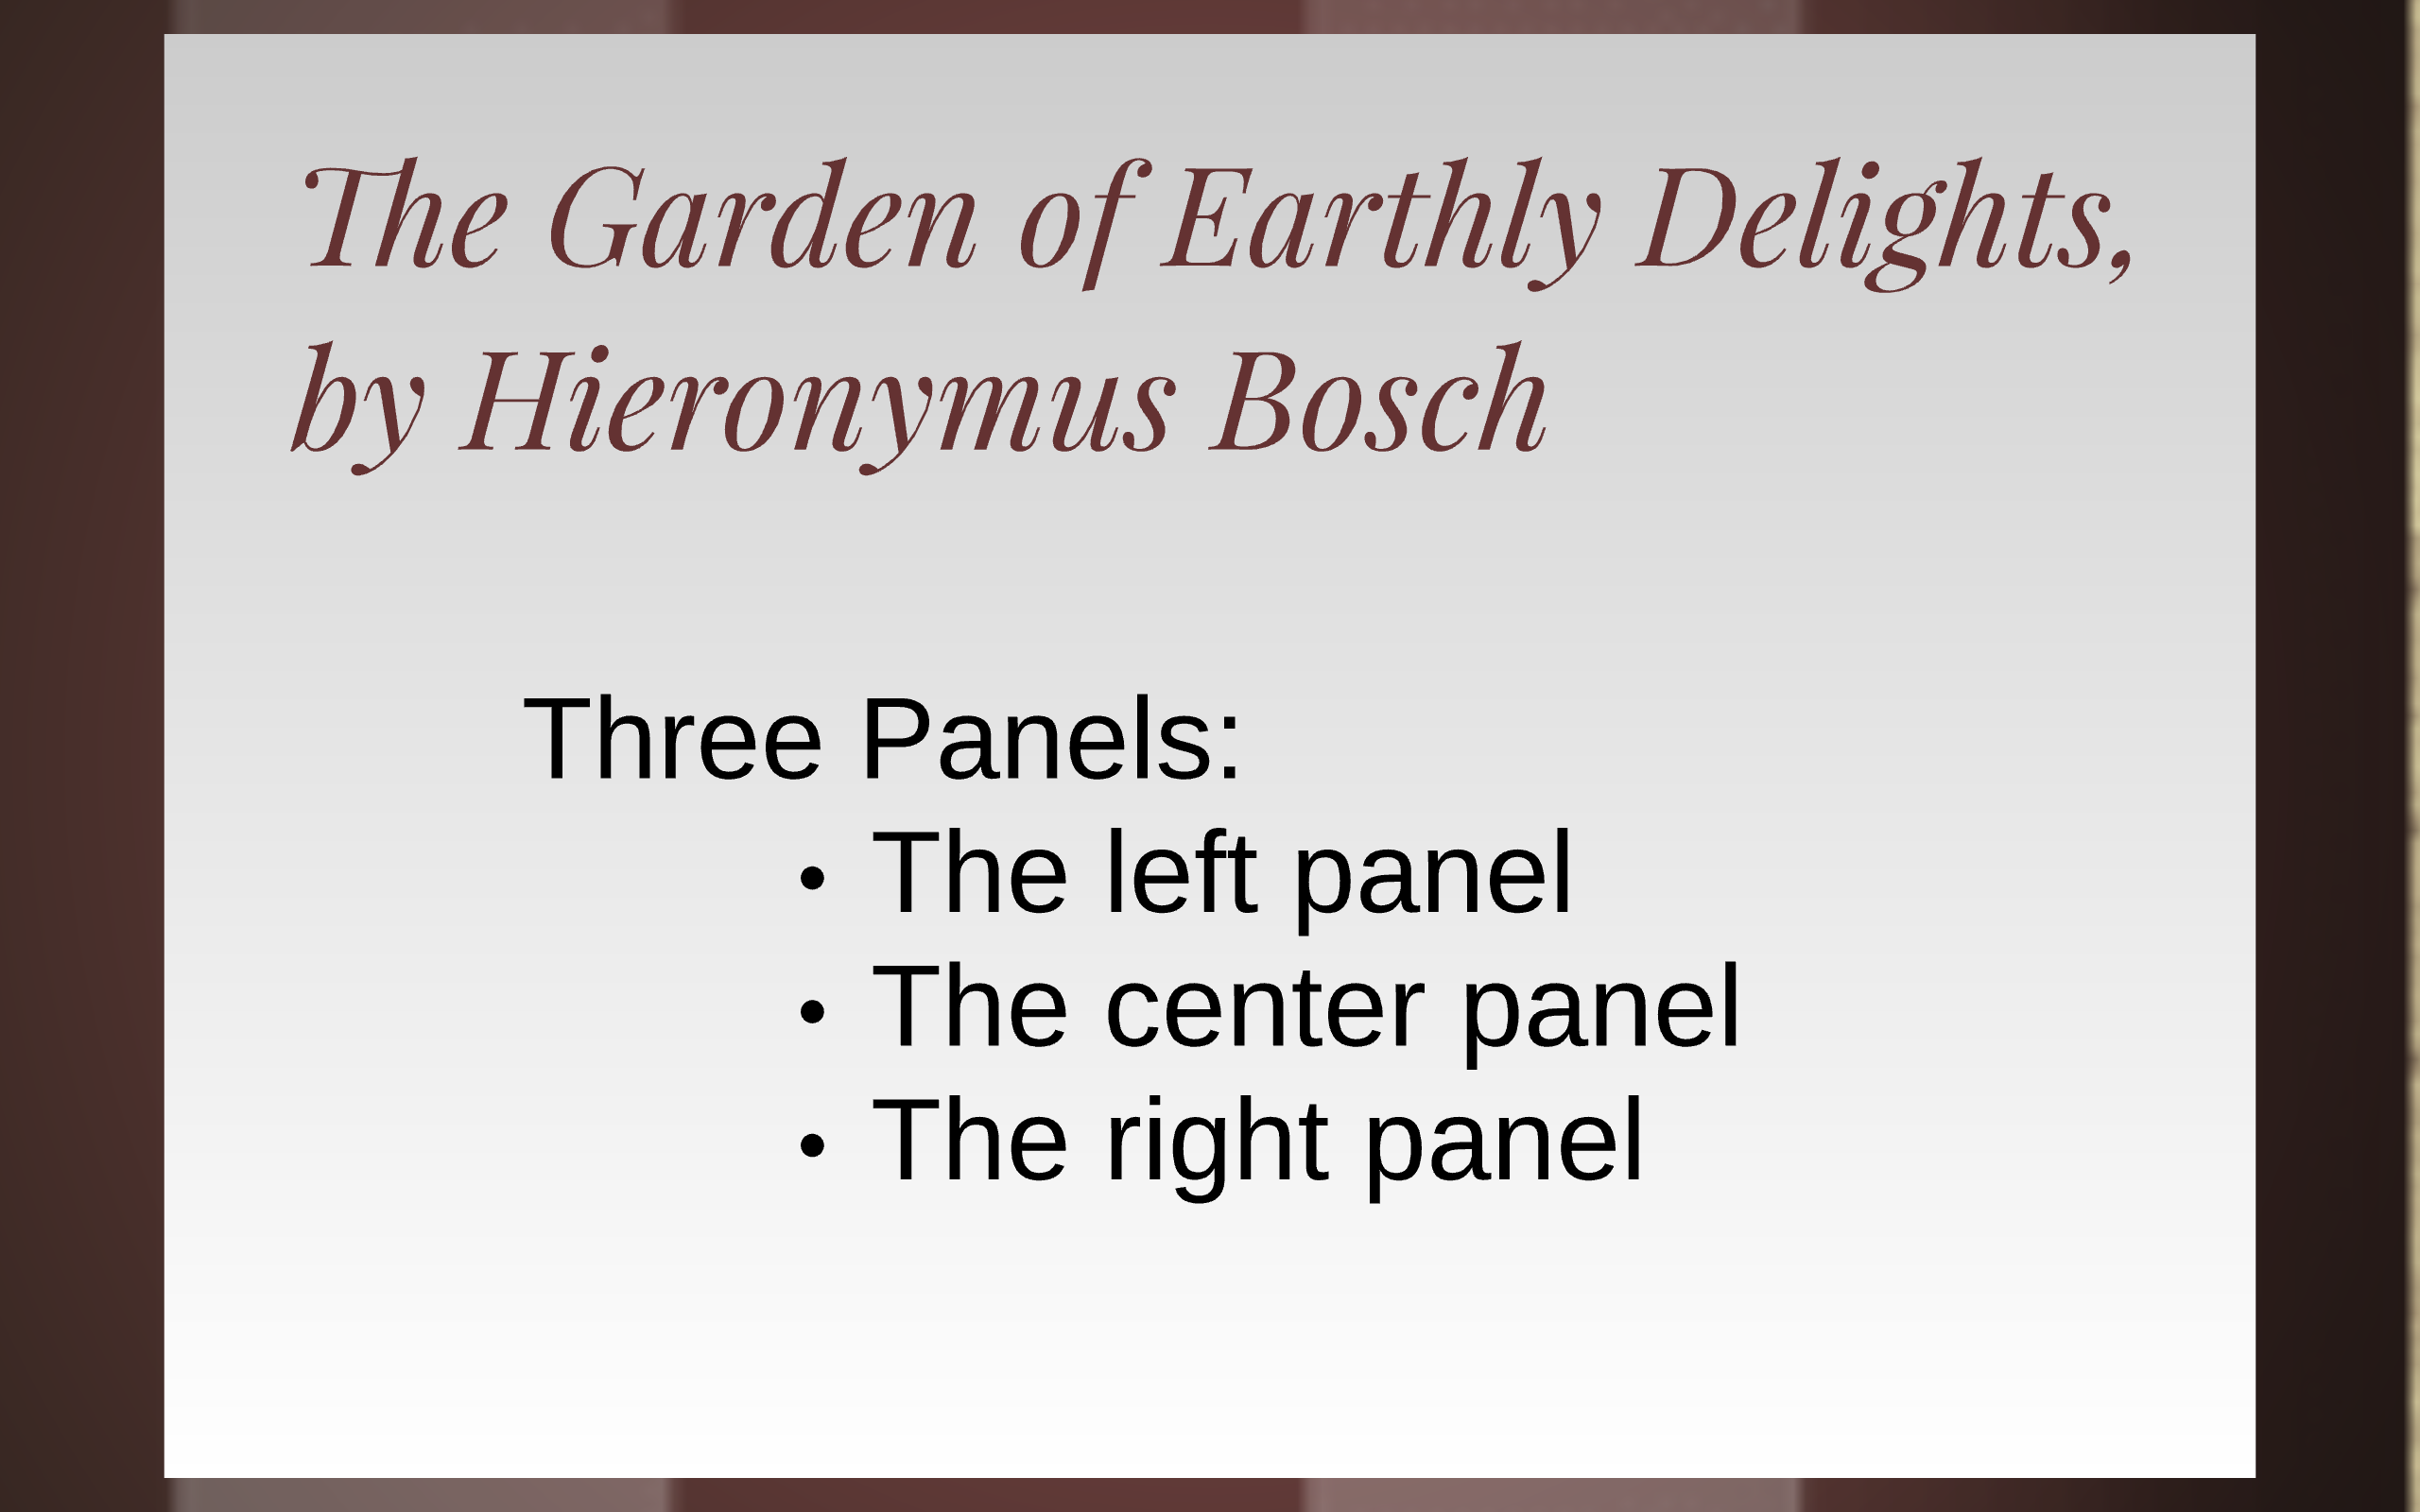 The Garden of Earthly Delights,
by Hieronymus Bosch
Three Panels:
• The left panel
• The center panel
• The right panel